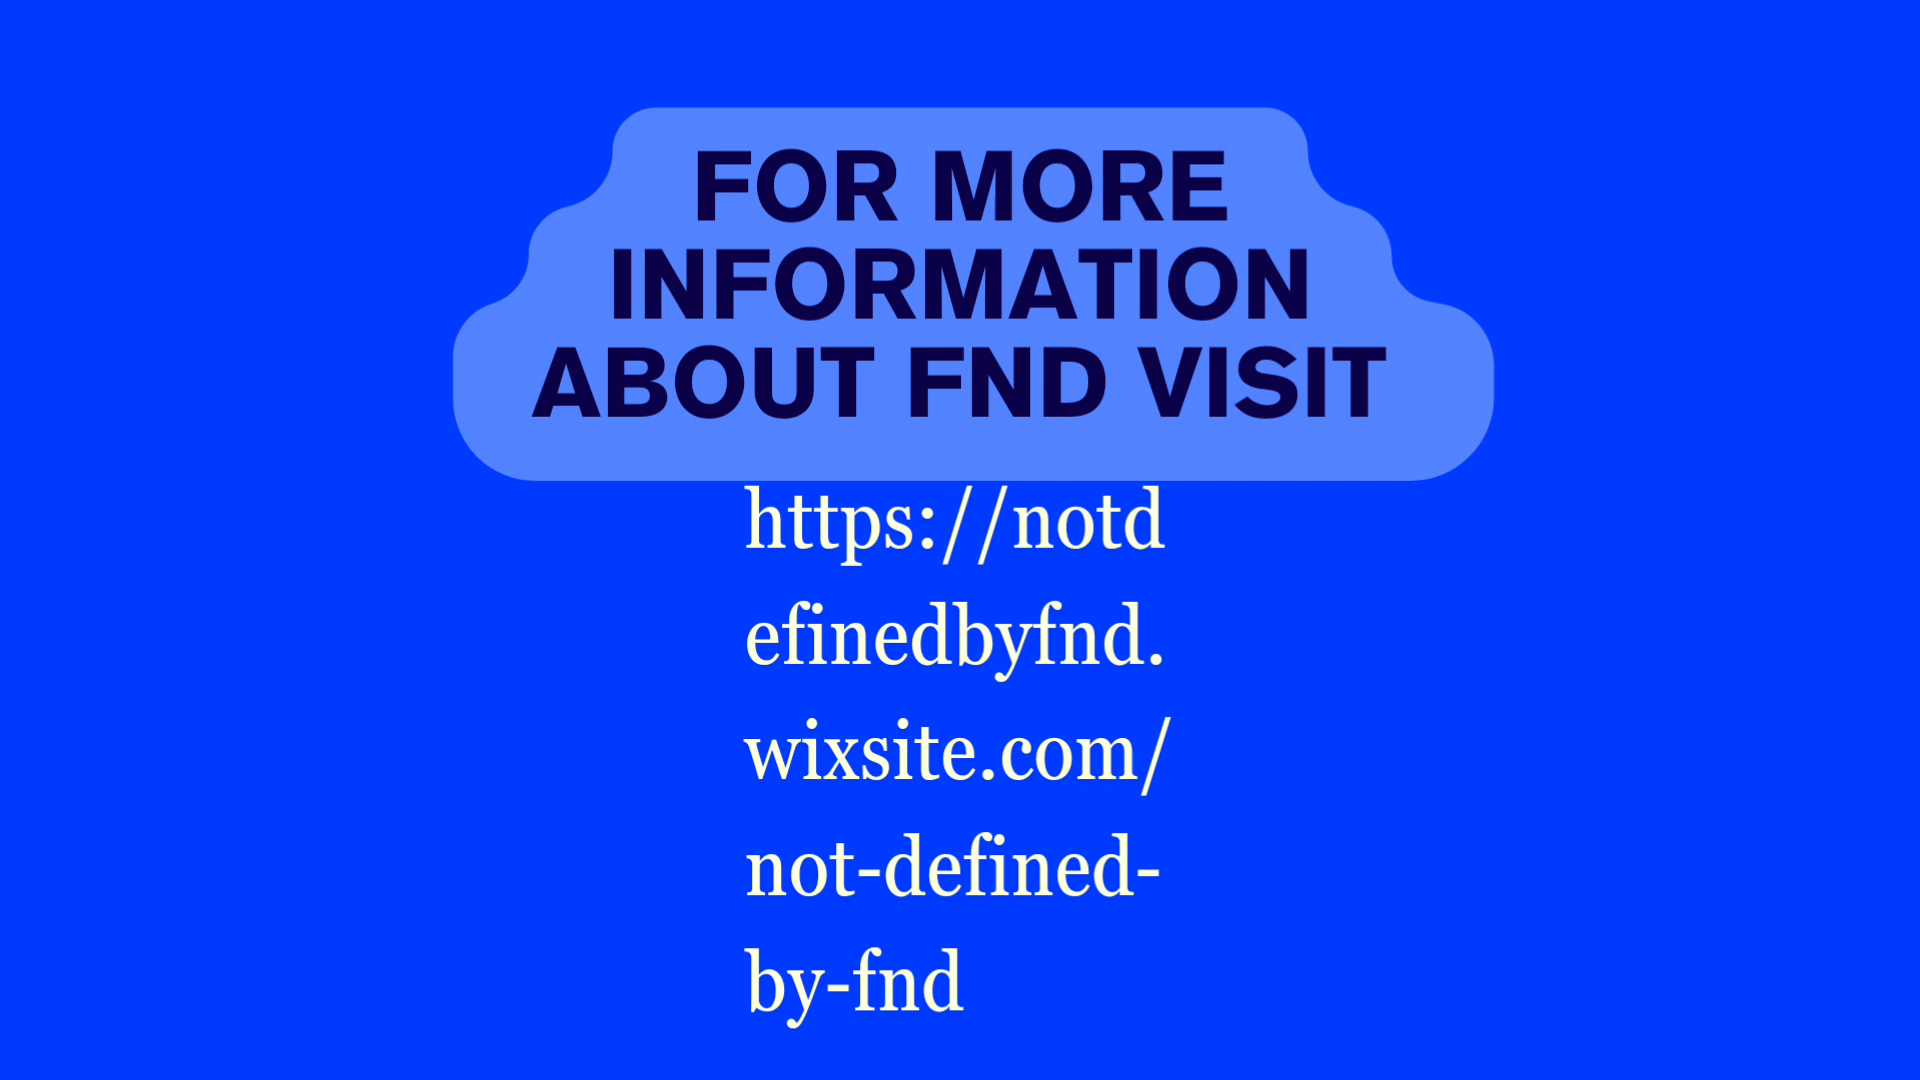 FOR MORE
INFORMATION
ABOUT FND VISIT
https://notd
efinedbyfnd.
wixsite.com/
not-defined-
by-fnd